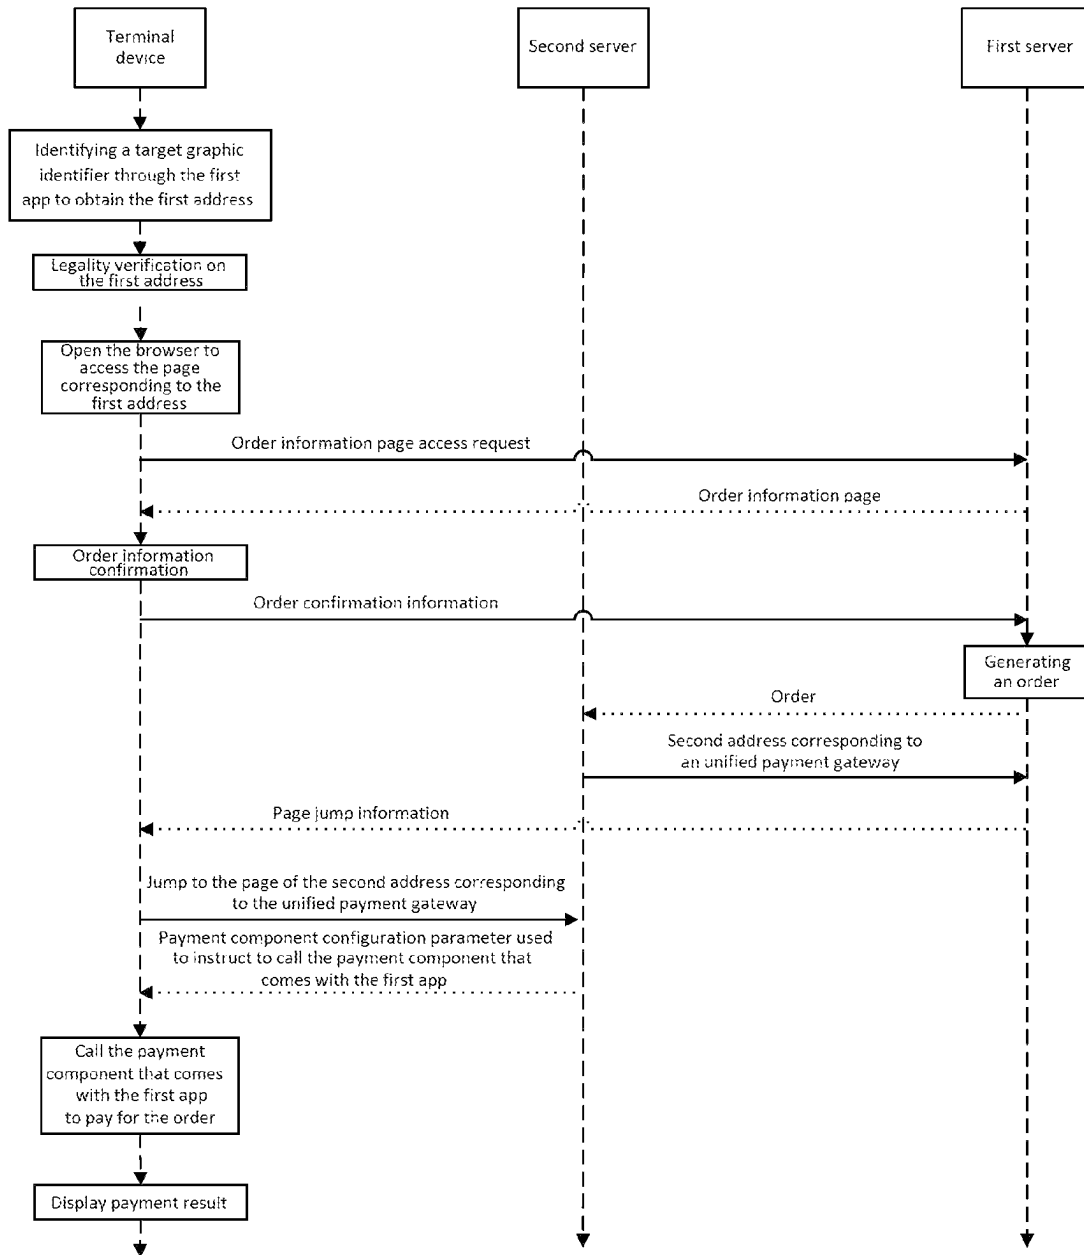 Terminal
device
Second server
First server
Identifying a target graphic
identifier through the first
app to obtain the first address
Legality verification on
the first address
Open the browser to
access the page
corresponding to the
first address
Order information page access request
Order information page
Order information
confirmation
Order confirmation information
Generating
an order
Order
Second address corresponding to
an unified payment gateway
Page jump information
Jump to the page of the second address corresponding
to the unified payment gateway
Payment component configuration parameter used
to instruct to call the payment component that
comes with the first app
Call the payment
component that comes
with the first app
to pay for the order
Display payment result